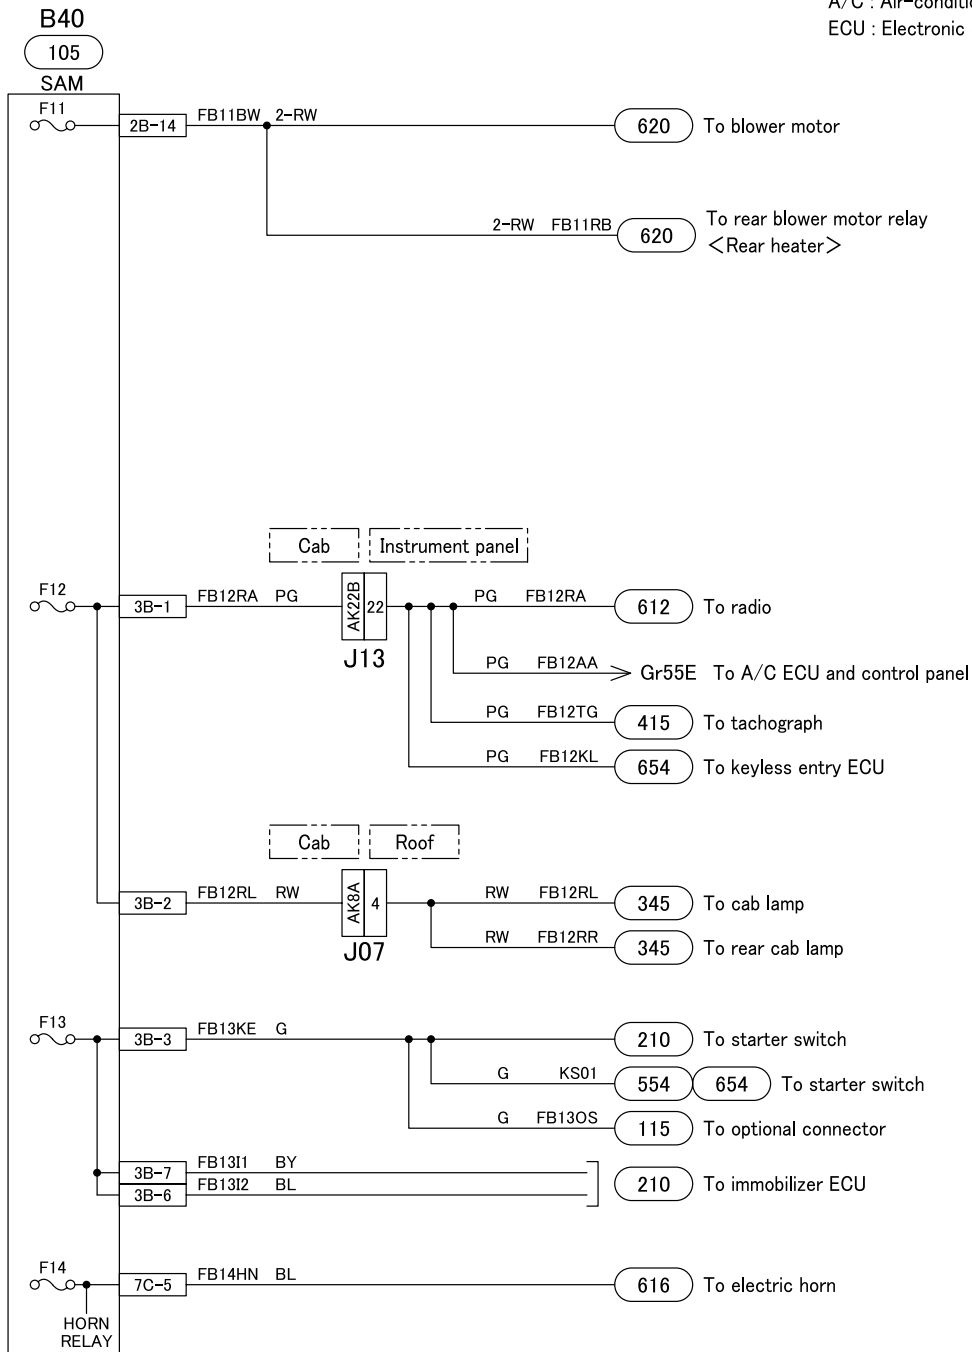 A/C : Air-conditio
ECU : Electronic
B40
105
SAM
F11
2B-14
FB11BW 2-RW
620 To blower motor
2-RW FB11RB
620 To rear blower motor relay
<Rear heater>
Cab Instrument panel
F12
3B-1
FB12RA PG
AK22B 22
J13
PG FB12RA
612 To radio
PG FB12AA
Gr55E To A/C ECU and control panel
PG FB12TG
415 To tachograph
PG FB12KL
654 To keyless entry ECU
Cab Roof
3B-2
FB12RL RW
AK8A 4
J07
RW FB12RL
345 To cab lamp
RW FB12RR
345 To rear cab lamp
F13
3B-3
FB13KE G
210 To starter switch
G KS01
554 654 To starter switch
G FB13OS
115 To optional connector
3B-7
FB13I1 BY
3B-6
FB13I2 BL
210 To immobilizer ECU
F14
7C-5
FB14HN BL
616 To electric horn
HORN
RELAY